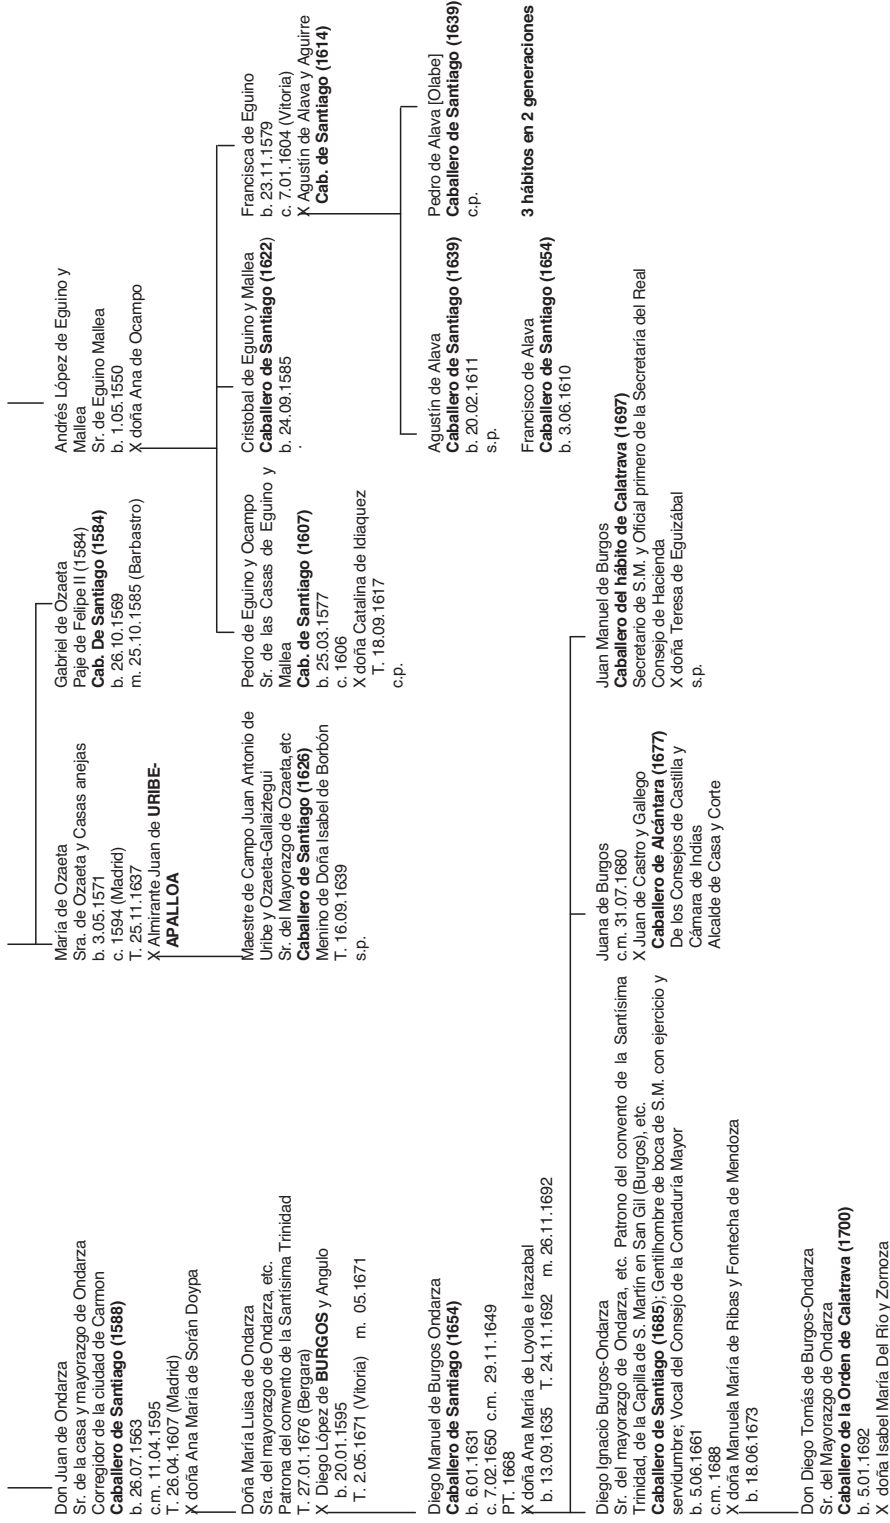 Don Juan de Ondarza
Sr. de la casa y mayorazgo de Ondarza
Corregidor de la ciudad de Carmon
Caballero de Santiago (1588)
b. 26.07.1563
c.m. 11.04.1595
T. 26.04.1607 (Madrid)
X doña Ana María de Során Doypa
María de Ozaeta
Sra. de Ozaeta y Casas anejas
b. 3.05.1571
c. 1594 (Madrid)
T. 25.11.1637
X Almirante Juan de URIBE-
APALLOA
Gabriel de Ozaeta
Paje de Felipe II (1584)
Cab. De Santiago (1584)
b. 26.10.1569
m. 25.10.1585 (Barbastro)
Andrés López de Eguino y
Mallea
Sr. de Eguino Mallea
b. 1.05.1550
X doña Ana de Ocampo
Doña María Luisa de Ondarza
Sra. del mayorazgo de Ondarza, etc.
Patrona del convento de la Santísima Trinidad
T. 27.01.1676 (Bergara)
X Diego López de BURGOS y Angulo
b. 20.01.1595
T. 2.05.1671 (Vitoria) m. 05.1671
Maestre de Campo Juan Antonio de
Uribe y Ozaeta-Gallaiztegui
Sr. del Mayorazgo de Ozaeta,etc
Caballero de Santiago (1626)
Menino de Doña Isabel de Borbón
T. 16.09.1639
s.p.
Pedro de Eguino y Ocampo
Sr. de las Casas de Eguino y
Mallea
Cab. de Santiago (1607)
b. 25.03.1577
c. 1606
X doña Catalina de Idiaquez
T. 18.09.1617
c.p.
Cristobal de Eguino y Mallea
Caballero de Santiago (1622)
b. 24.09.1585
.
Francisca de Eguino
b. 23.11.1579
c. 7.01.1604 (Vitoria)
X Agustín de Alava y Aguirre
Cab. de Santiago (1614)
Diego Manuel de Burgos Ondarza
Caballero de Santiago (1654)
b. 6.01.1631
c. 7.02.1650 c.m. 29.11.1649
PT. 1668
X doña Ana María de Loyola e Irazabal
b. 13.09.1635 T. 24.11.1692 m. 26.11.1692
Agustín de Alava
Caballero de Santiago (1639)
b. 20.02.1611
s.p.
Pedro de Alava [Olabe]
Caballero de Santiago (1639)
c.p.
Francisco de Alava
Caballero de Santiago (1654)
b. 3.06.1610
3 hábitos en 2 generaciones
Diego Ignacio Burgos-Ondarza
Sr. del mayorazgo de Ondarza, etc. Patrono del convento de la Santísima
Trinidad, de la Capilla de S. Martín en San Gil (Burgos), etc.
Caballero de Santiago (1685); Gentilhombre de boca de S.M. con ejercicio y
servidumbre; Vocal del Consejo de la Contaduría Mayor
b. 5.06.1661
c.m. 1688
X doña Manuela María de Ribas y Fontecha de Mendoza
b. 18.06.1673
Juana de Burgos
c.m. 31.07.1680
X Juan de Castro y Gallego
Caballero de Alcántara (1677)
De los Consejos de Castilla y
Cámara de Indias
Alcalde de Casa y Corte
Juan Manuel de Burgos
Caballero del hábito de Calatrava (1697)
Secretario de S.M. y Oficial primero de la Secretaría del Real
Consejo de Hacienda
X doña Teresa de Eguizábal
s.p.
Don Diego Tomás de Burgos-Ondarza
Sr. del Mayorazgo de Ondarza
Caballero de la Orden de Calatrava (1700)
b. 5.01.1692
X doña Isabel María Del Río y Zornoza